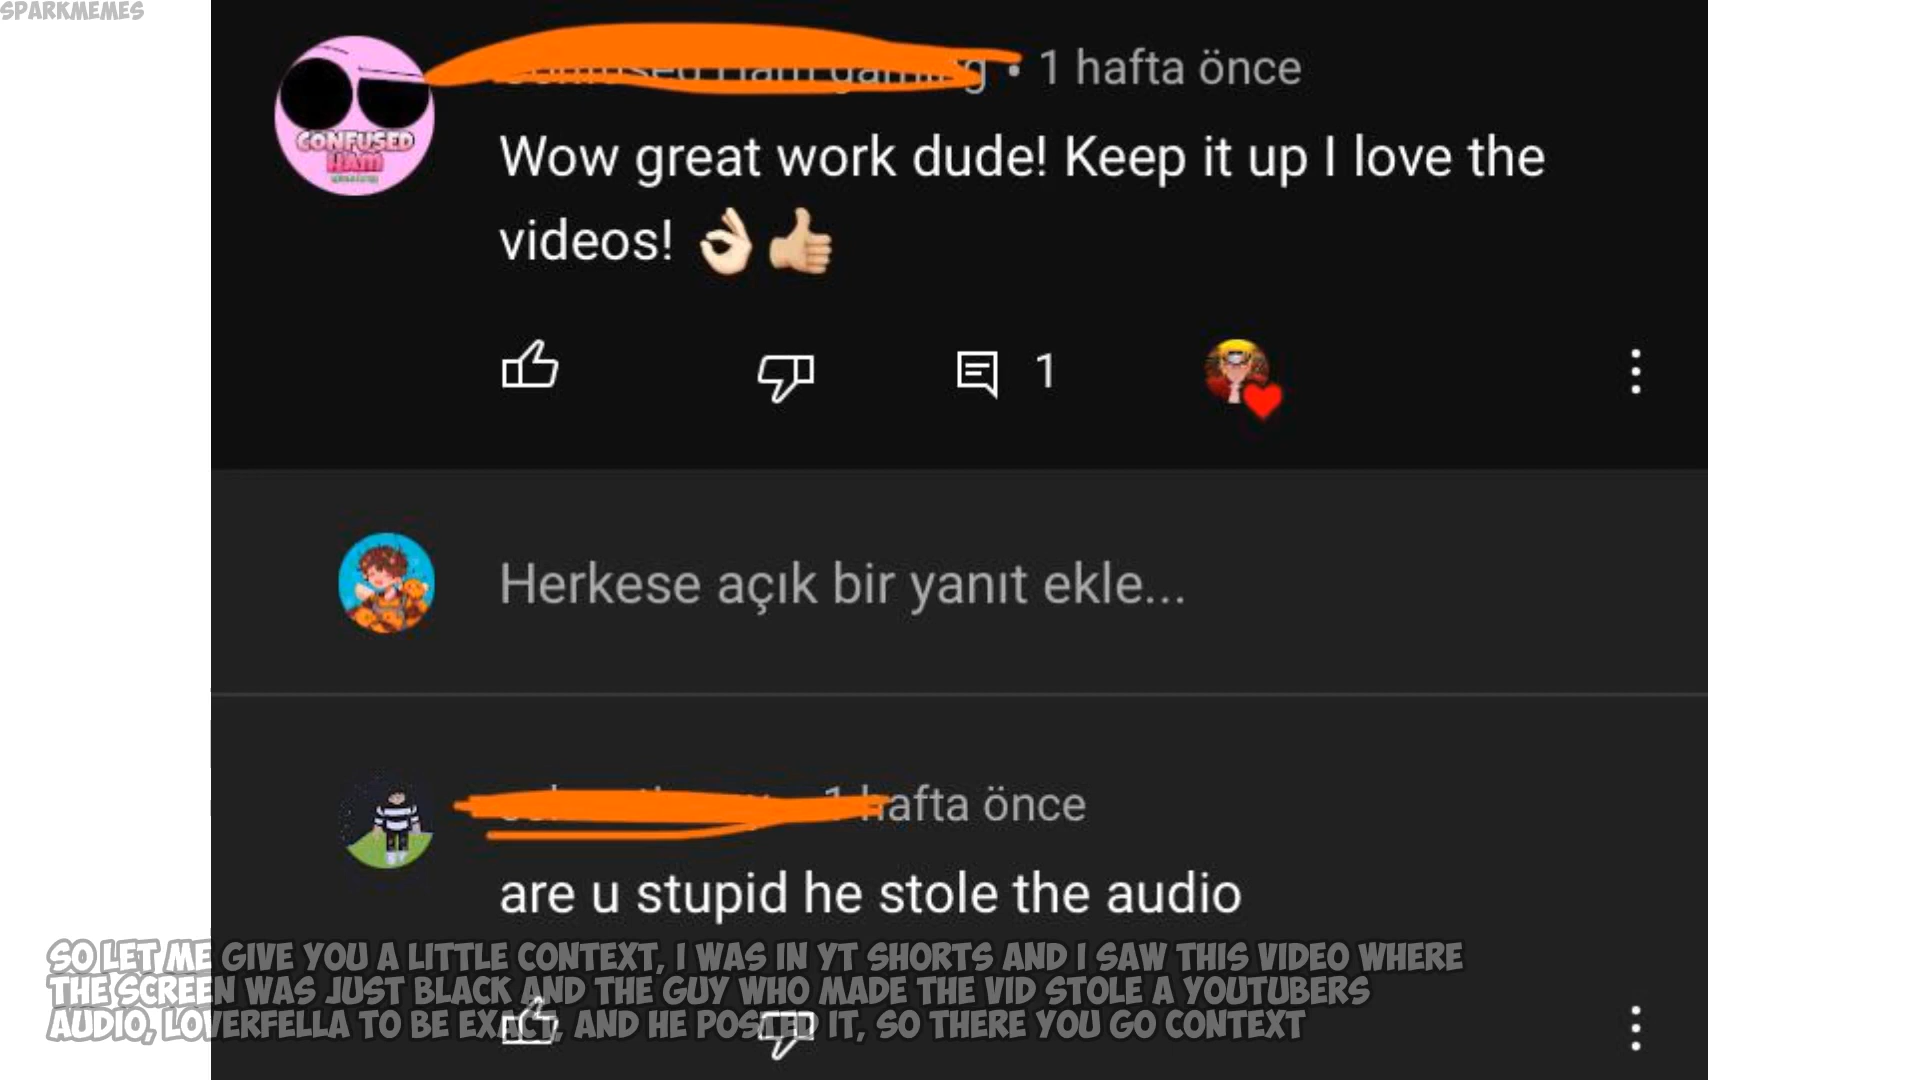 SPARKMEMES
• 1 hafta önce
CONFUSED
HAM
Wow great work dude! Keep it up I love the
videos! 👌🏻👍🏼
1
Herkese açık bir yanıt ekle...
1 hafta önce
are u stupid he stole the audio
SO LET ME GIVE YOU A LITTLE CONTEXT, I WAS IN YT SHORTS AND I SAW THIS VIDEO WHERE
THE SCREEN WAS JUST BLACK AND THE GUY WHO MADE THE VID STOLE A YOUTUBERS
AUDIO, LOVERFELLA TO BE EXACT, AND HE POSTED IT, SO THERE YOU GO CONTEXT